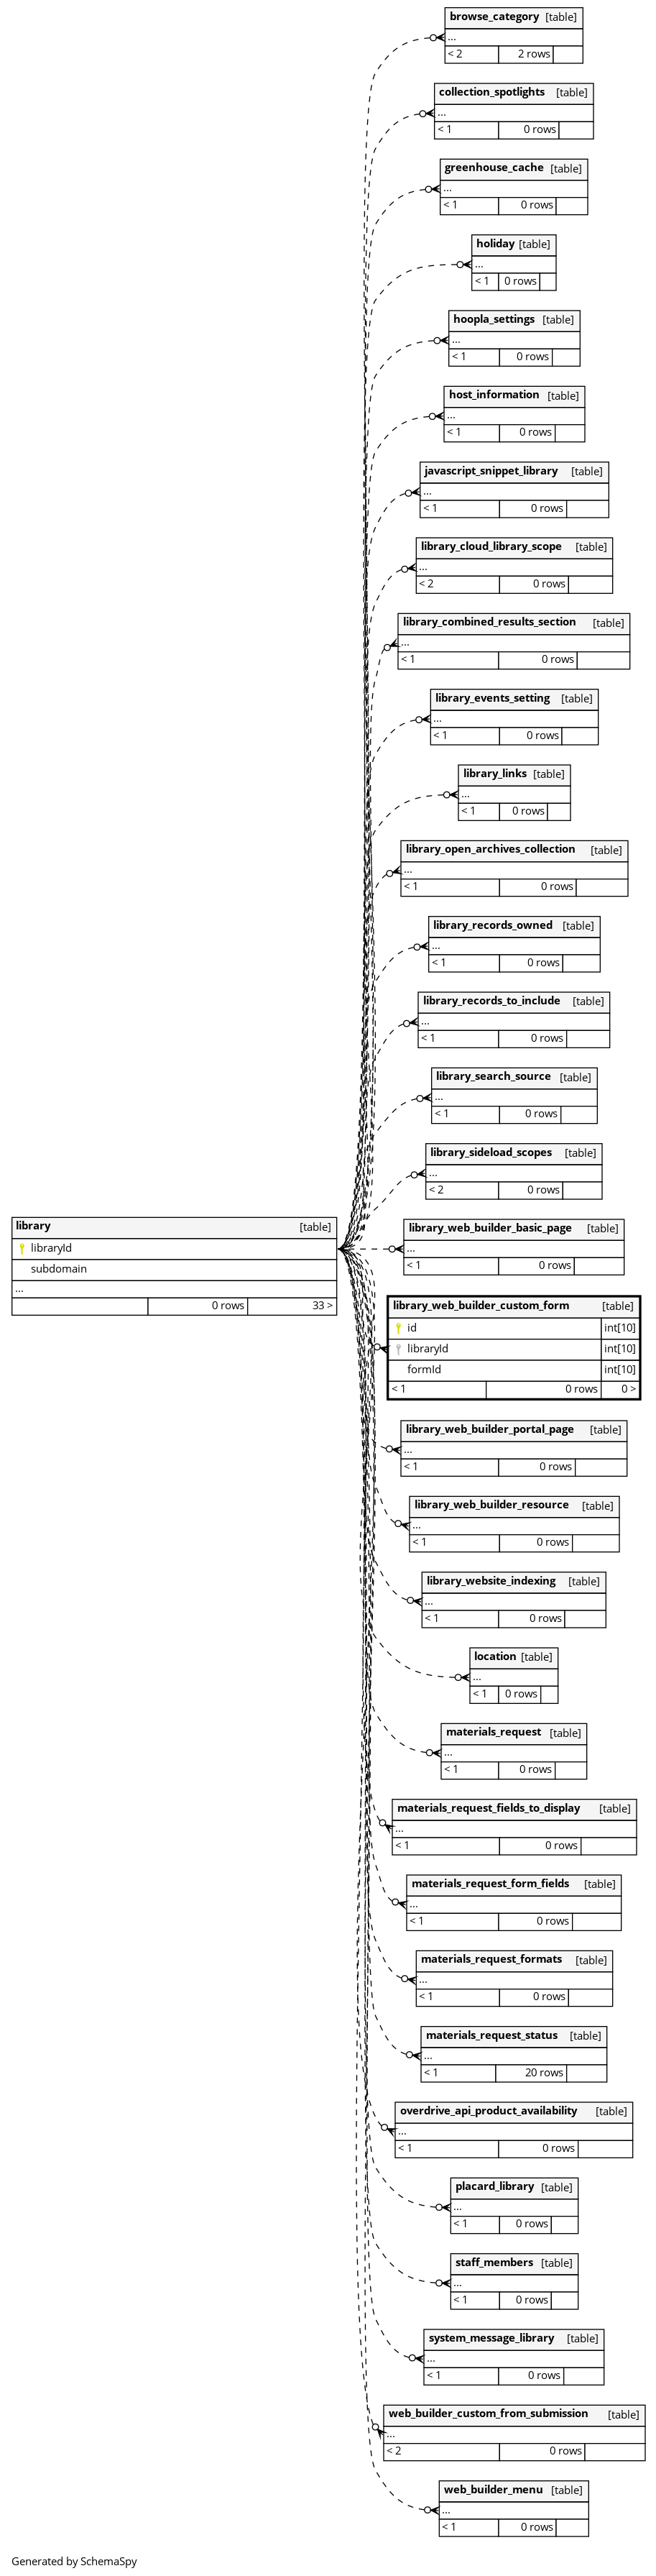 browse_category [table]
...
< 2 2 rows
collection_spotlights [table]
...
< 1 0 rows
greenhouse_cache [table]
...
< 1 0 rows
holiday [table]
...
< 1 0 rows
hoopla_settings [table]
...
< 1 0 rows
host_information [table]
...
< 1 0 rows
javascript_snippet_library [table]
...
< 1 0 rows
library_cloud_library_scope [table]
...
< 2 0 rows
library_combined_results_section [table]
...
< 1 0 rows
library_events_setting [table]
...
< 1 0 rows
library_links [table]
...
< 1 0 rows
library_open_archives_collection [table]
...
< 1 0 rows
library_records_owned [table]
...
< 1 0 rows
library_records_to_include [table]
...
< 1 0 rows
library_search_source [table]
...
< 1 0 rows
library_sideload_scopes [table]
...
< 2 0 rows
library [table]
libraryId
subdomain
...
0 rows 33 >
library_web_builder_basic_page [table]
...
< 1 0 rows
library_web_builder_custom_form [table]
id int[10]
libraryId int[10]
formId int[10]
< 1 0 rows 0 >
library_web_builder_portal_page [table]
...
< 1 0 rows
library_web_builder_resource [table]
...
< 1 0 rows
library_website_indexing [table]
...
< 1 0 rows
location [table]
...
< 1 0 rows
materials_request [table]
...
< 1 0 rows
materials_request_fields_to_display [table]
...
< 1 0 rows
materials_request_form_fields [table]
...
< 1 0 rows
materials_request_formats [table]
...
< 1 0 rows
materials_request_status [table]
...
< 1 20 rows
overdrive_api_product_availability [table]
...
< 1 0 rows
placard_library [table]
...
< 1 0 rows
staff_members [table]
...
< 1 0 rows
system_message_library [table]
...
< 1 0 rows
web_builder_custom_from_submission [table]
...
< 2 0 rows
web_builder_menu [table]
...
< 1 0 rows
Generated by SchemaSpy